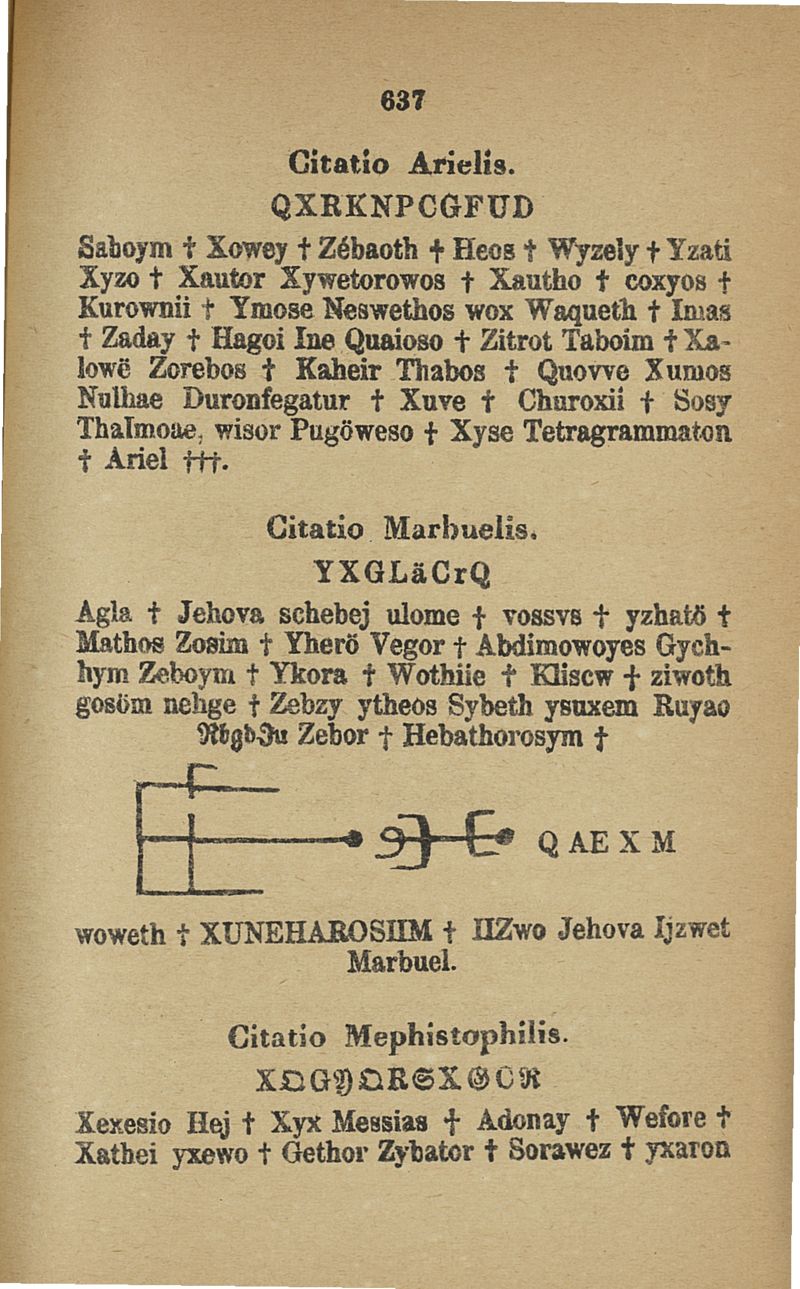 637
Citatio Arielis.
QXRKNPCGFUD
Saboym † Xowey † Zébaoth † Heos † Wyzely † Yzati
Xyzo † Xautor Xywetorowos † Xautho † coxyos †
Kurownii † Ymose Neswethos wox Waqueth † Imas
† Zaday † Hagoi Ine Quaioso † Zitrot Taboim † Xa-
lowë Zorebos † Kaheir Thabos † Quovve Xumos
Nulhae Duronfegatur † Xuve † Churoxii † Sosy
Thalmoae, wisor Pugöweso † Xyse Tetragrammaton
† Ariel †††.
Citatio Marbuelis.
YXGLäCrQ
Agla † Jehova schebej ulome † vossvs † yzhatö †
Mathos Zosim † Yherö Vegor † Abdimowoyes Gych-
hym Zeboym † Ykora † Wothiie † Kliscw † ziwoth
gosöm nehge † Zebzy ytheos Sybeth ysuxem Ruyao
Zebor † Hebathorosym †
Q AE X M
woweth † XUNEHAROSIIM † IIZwo Jehova Ijzwet
Marbuel.
Citatio Mephistophilis.
XΩG𝔜ΩR𝔖X𝔊C𝔑
Xexesio Hej † Xyx Messias † Adonay † Wefore †
Xathei yxewo † Gethor Zybator † Sorawez † yxaron